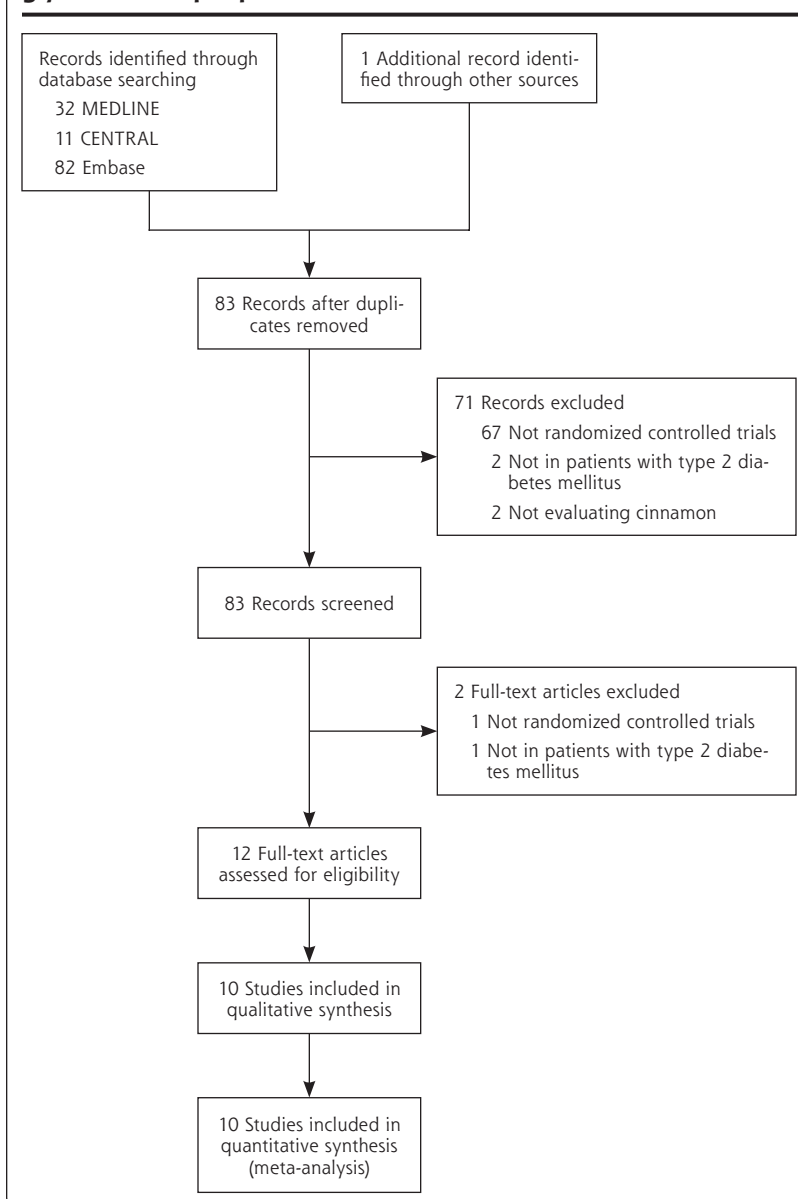 Records identified through
database searching
32 MEDLINE
11 CENTRAL
82 Embase
1 Additional record identi-
fied through other sources
83 Records after dupli-
cates removed
71 Records excluded
67 Not randomized controlled trials
2 Not in patients with type 2 dia-
betes mellitus
2 Not evaluating cinnamon
83 Records screened
2 Full-text articles excluded
1 Not randomized controlled trials
1 Not in patients with type 2 diabe-
tes mellitus
12 Full-text articles
assessed for eligibility
10 Studies included in
qualitative synthesis
10 Studies included in
quantitative synthesis
(meta-analysis)